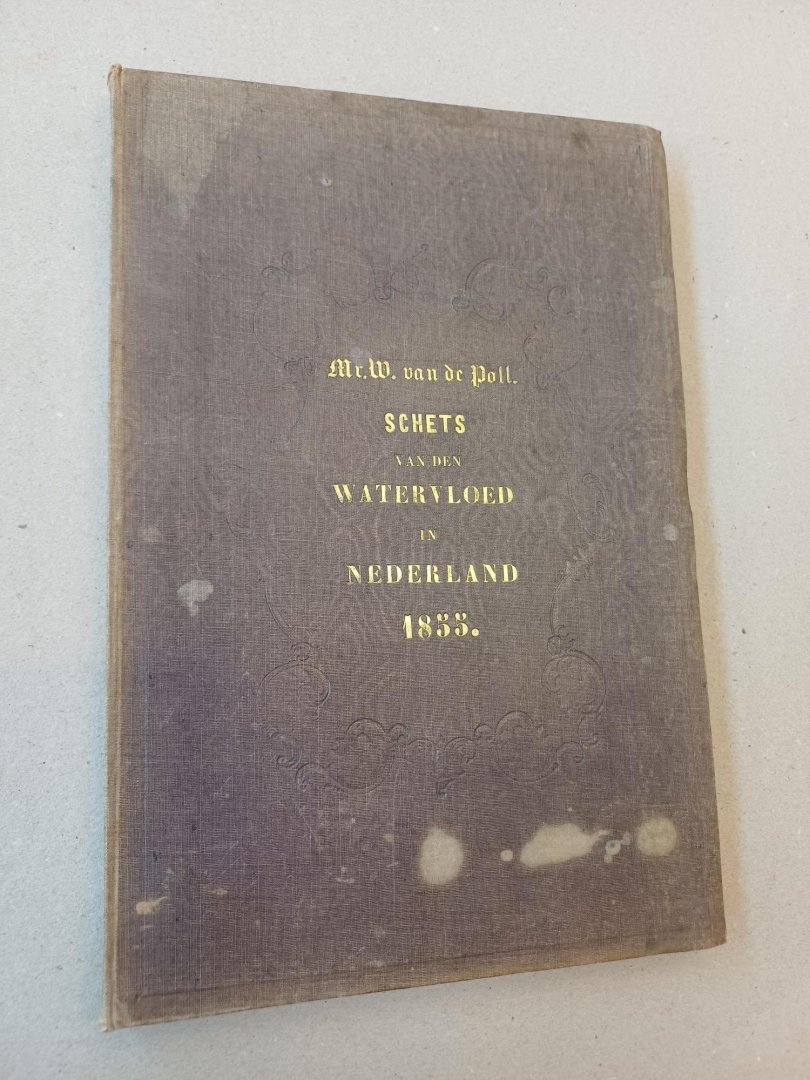 Mr. W. van de Poll.
SCHETS
VAN DEN
WATERVLOED
IN
NEDERLAND
1855.